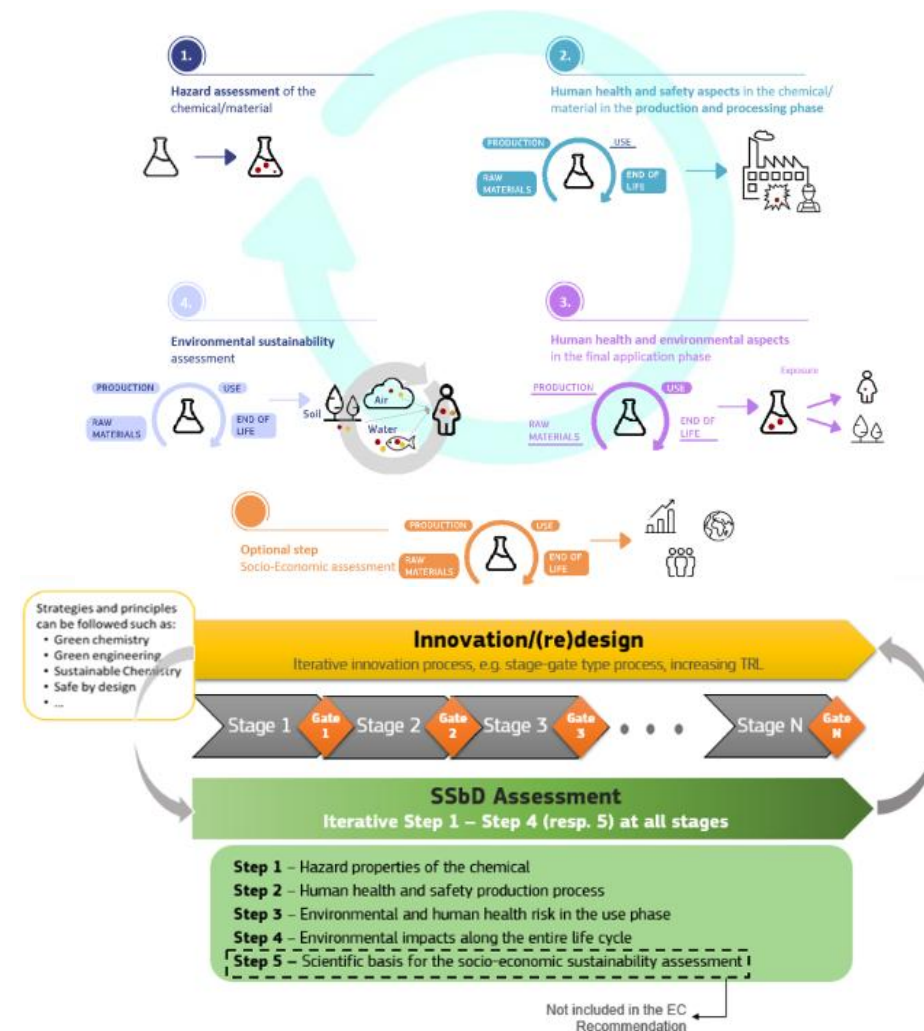 1.
Hazard assessment of the
chemical/material
2.
Human health and safety aspects in the chemical/
material in the production and processing phase
PRODUCTION
USE
RAW
MATERIALS
END OF
LIFE
4.
Environmental sustainability
assessment
PRODUCTION
USE
RAW
MATERIALS
END OF
LIFE
Soil
Air
Water
3.
Human health and environmental aspects
in the final application phase
PRODUCTION
USE
RAW
MATERIALS
END OF
LIFE
Exposure
Optional step
Socio-Economic assessment
PRODUCTION
USE
RAW
MATERIALS
END OF
LIFE
Strategies and principles
can be followed such as:
• Green chemistry
• Green engineering
• Sustainable Chemistry
• Safe by design
• ...
Innovation/(re)design
Iterative innovation process, e.g. stage-gate type process, increasing TRL
Stage 1
Gate
1
Stage 2
Gate
2
Stage 3
Gate
3
• • •
Stage N
Gate
N
SSbD Assessment
Iterative Step 1 – Step 4 (resp. 5) at all stages
Step 1 – Hazard properties of the chemical
Step 2 – Human health and safety production process
Step 3 – Environmental and human health risk in the use phase
Step 4 – Environmental impacts along the entire life cycle
Step 5 – Scientific basis for the socio-economic sustainability assessment
Not included in the EC
Recommendation